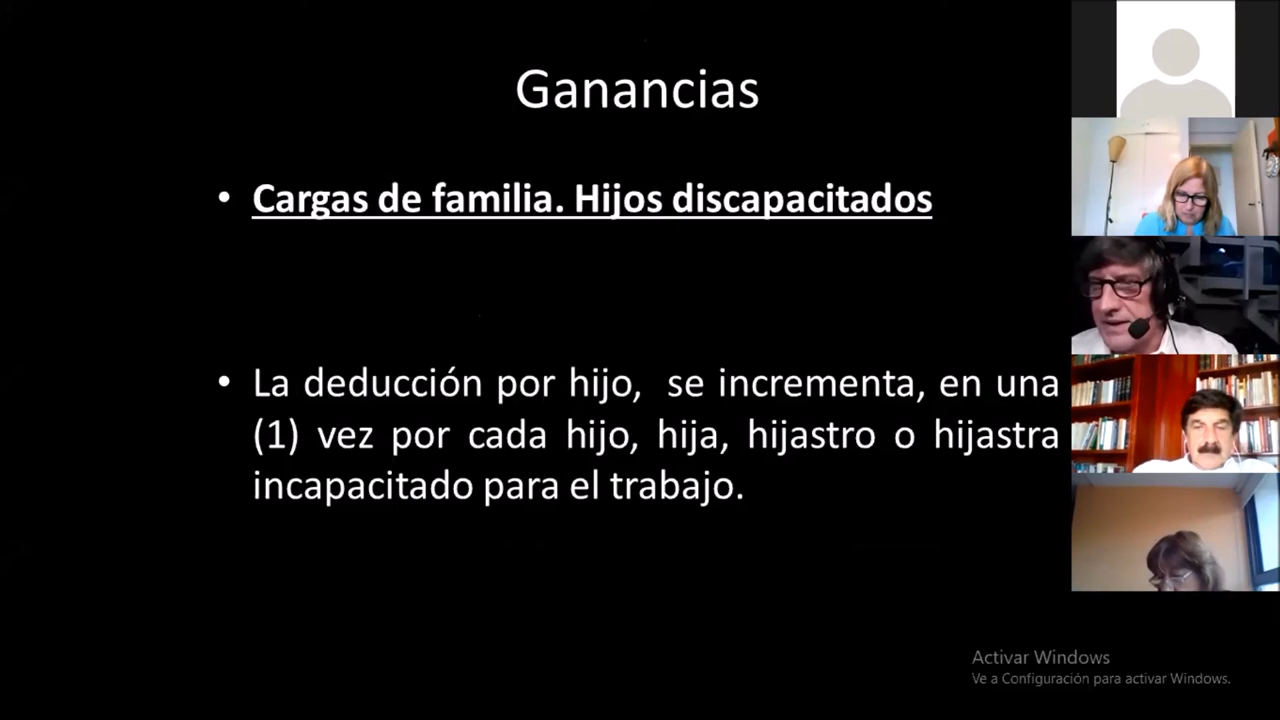 Ganancias
• Cargas de familia. Hijos discapacitados
• La deducción por hijo, se incrementa, en una
(1) vez por cada hijo, hija, hijastro o hijastra
incapacitado para el trabajo.
Activar Windows
Ve a Configuración para activar Windows.